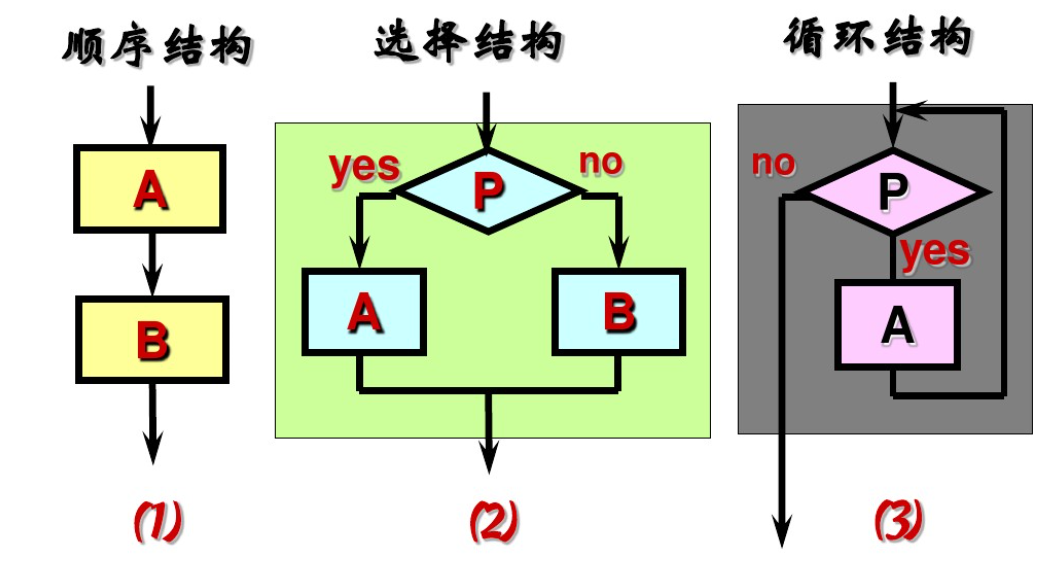 顺序结构 选择结构 循环结构
yes no no
P P
A yes
A B A
B
(1) (2) (3)